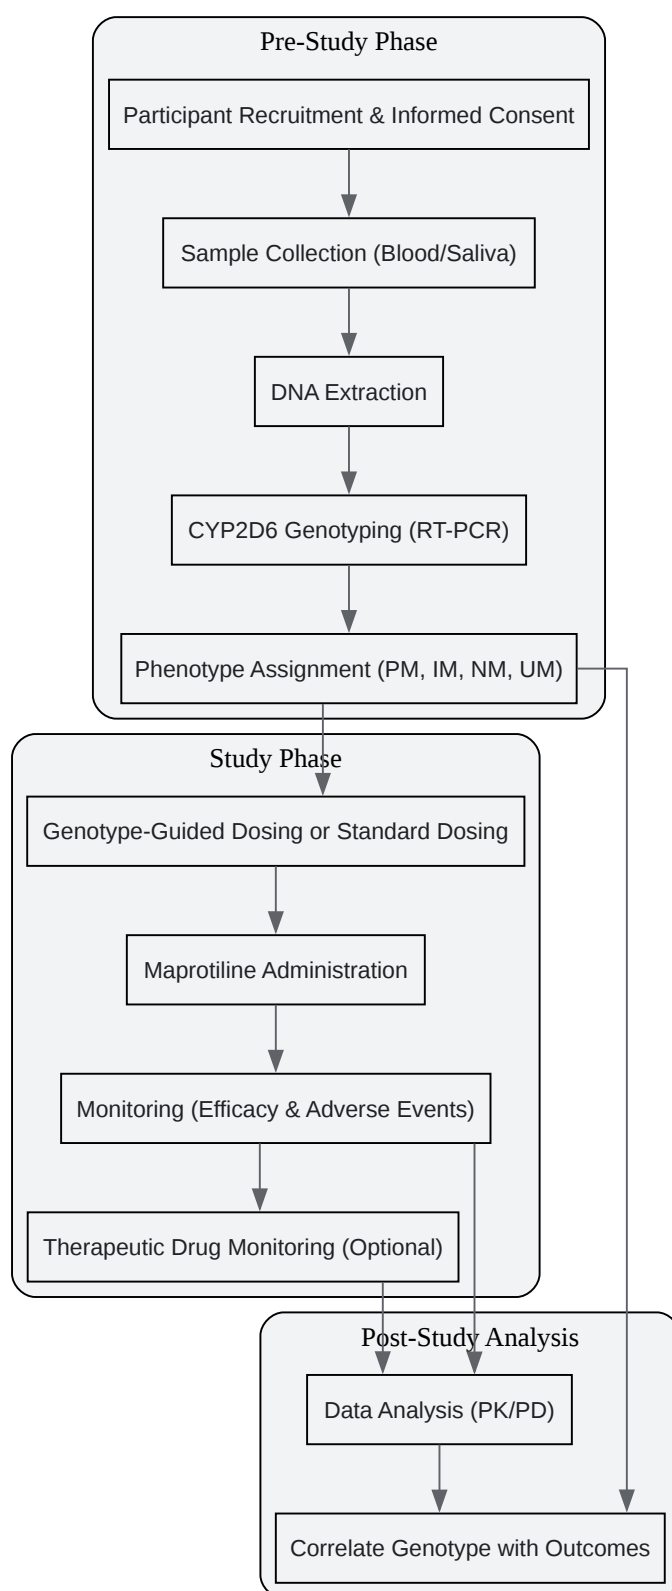 Pre-Study Phase
Participant Recruitment & Informed Consent
Sample Collection (Blood/Saliva)
DNA Extraction
CYP2D6 Genotyping (RT-PCR)
Phenotype Assignment (PM, IM, NM, UM)
Study Phase
Genotype-Guided Dosing or Standard Dosing
Maprotiline Administration
Monitoring (Efficacy & Adverse Events)
Therapeutic Drug Monitoring (Optional)
Post-Study Analysis
Data Analysis (PK/PD)
Correlate Genotype with Outcomes